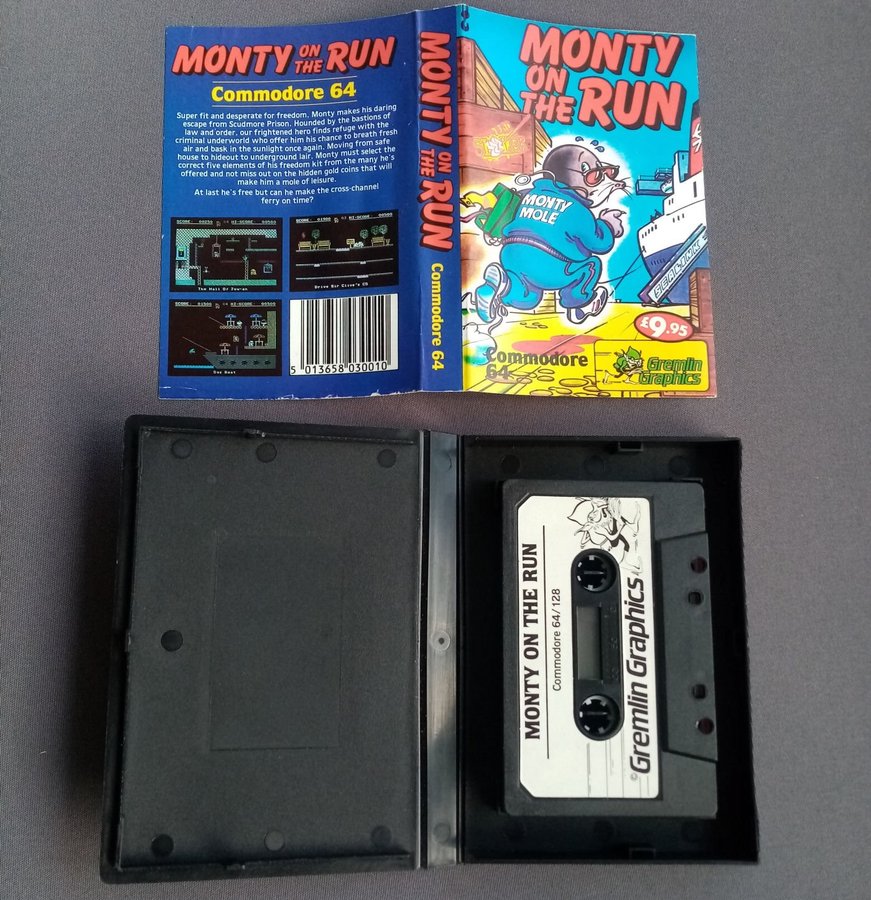 MONTY ON THE RUN
Commodore 64
Super fit and desperate for freedom. Monty makes his daring
escape from Scudmore Prison. Hounded by the bastions of
law and order, our frightened hero finds refuge with the
criminal underworld who offer him his chance to breath fresh
air and bask in the sunlight once again. Moving from safe
house to hideout to underground lair. Monty must select the
correct five elements of his freedom kit from the many he's
offered and not miss out on the hidden gold coins that will
make him a mole of leisure.
At last he's free but can he make the cross-channel
ferry on time?
The Hall Of Jewels
Drive Sir Clive's C5
5 013658 030010
MONTY ON THE RUN
Commodore 64
MONTY
ON
THE RUN
MONTY
MOLE
£9.95
Commodore
64
Gremlin
Graphics
MONTY ON THE RUN
Commodore 64/128
©Gremlin Graphics